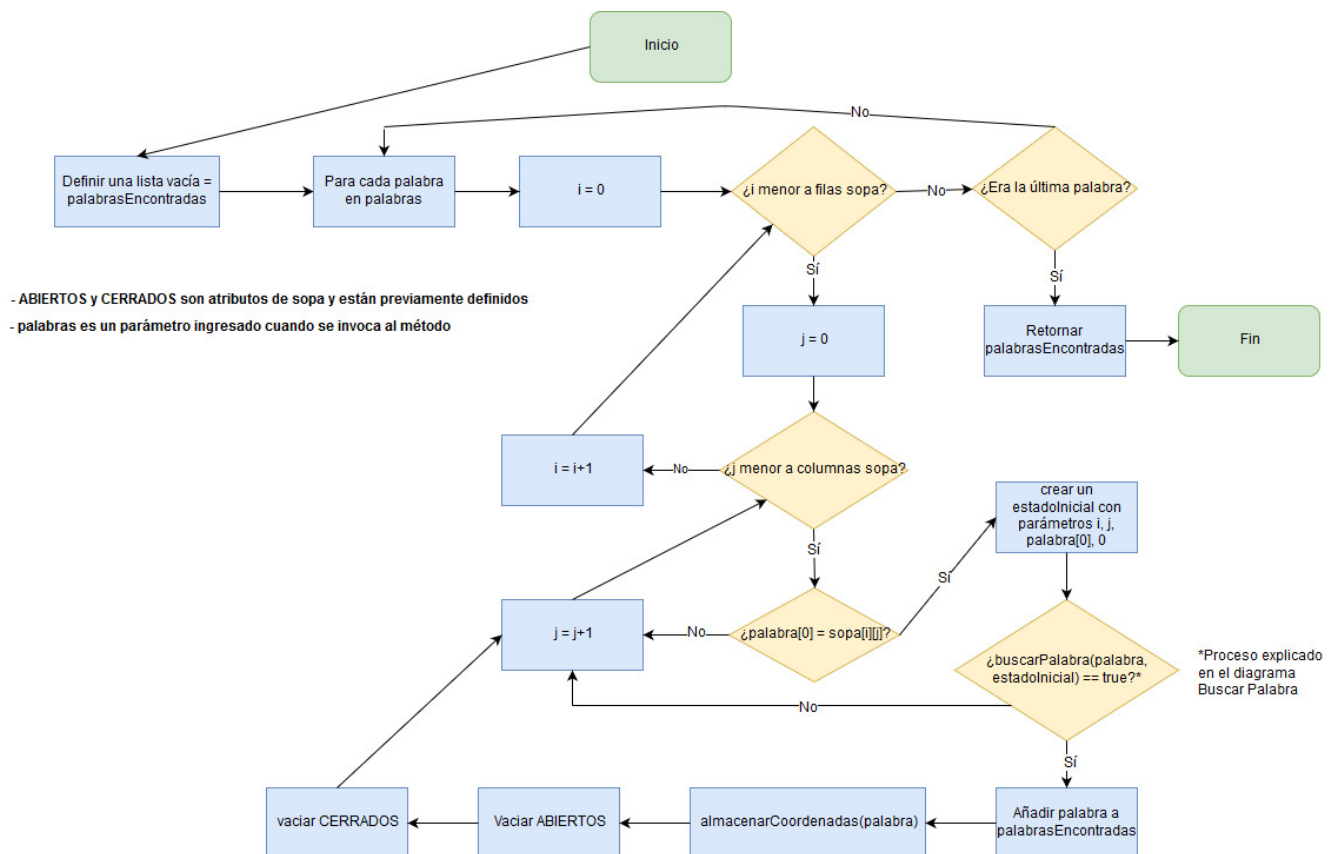 Inicio
No
Definir una lista vacía =
palabrasEncontradas
Para cada palabra
en palabras
i = 0
¿i menor a filas sopa?
No
¿Era la última palabra?
Sí
Sí
- ABIERTOS y CERRADOS son atributos de sopa y están previamente definidos
- palabras es un parámetro ingresado cuando se invoca al método
j = 0
Retornar
palabrasEncontradas
Fin
i = i+1
No
¿j menor a columnas sopa?
crear un
estadoInicial con
parámetros i, j,
palabra[0], 0
Sí
Sí
j = j+1
No
¿palabra[0] = sopa[i][j]?
¿buscarPalabra(palabra,
estadoInicial) == true?*
*Proceso explicado
en el diagrama
Buscar Palabra
No
Sí
vaciar CERRADOS
Vaciar ABIERTOS
almacenarCoordenadas(palabra)
Añadir palabra a
palabrasEncontradas